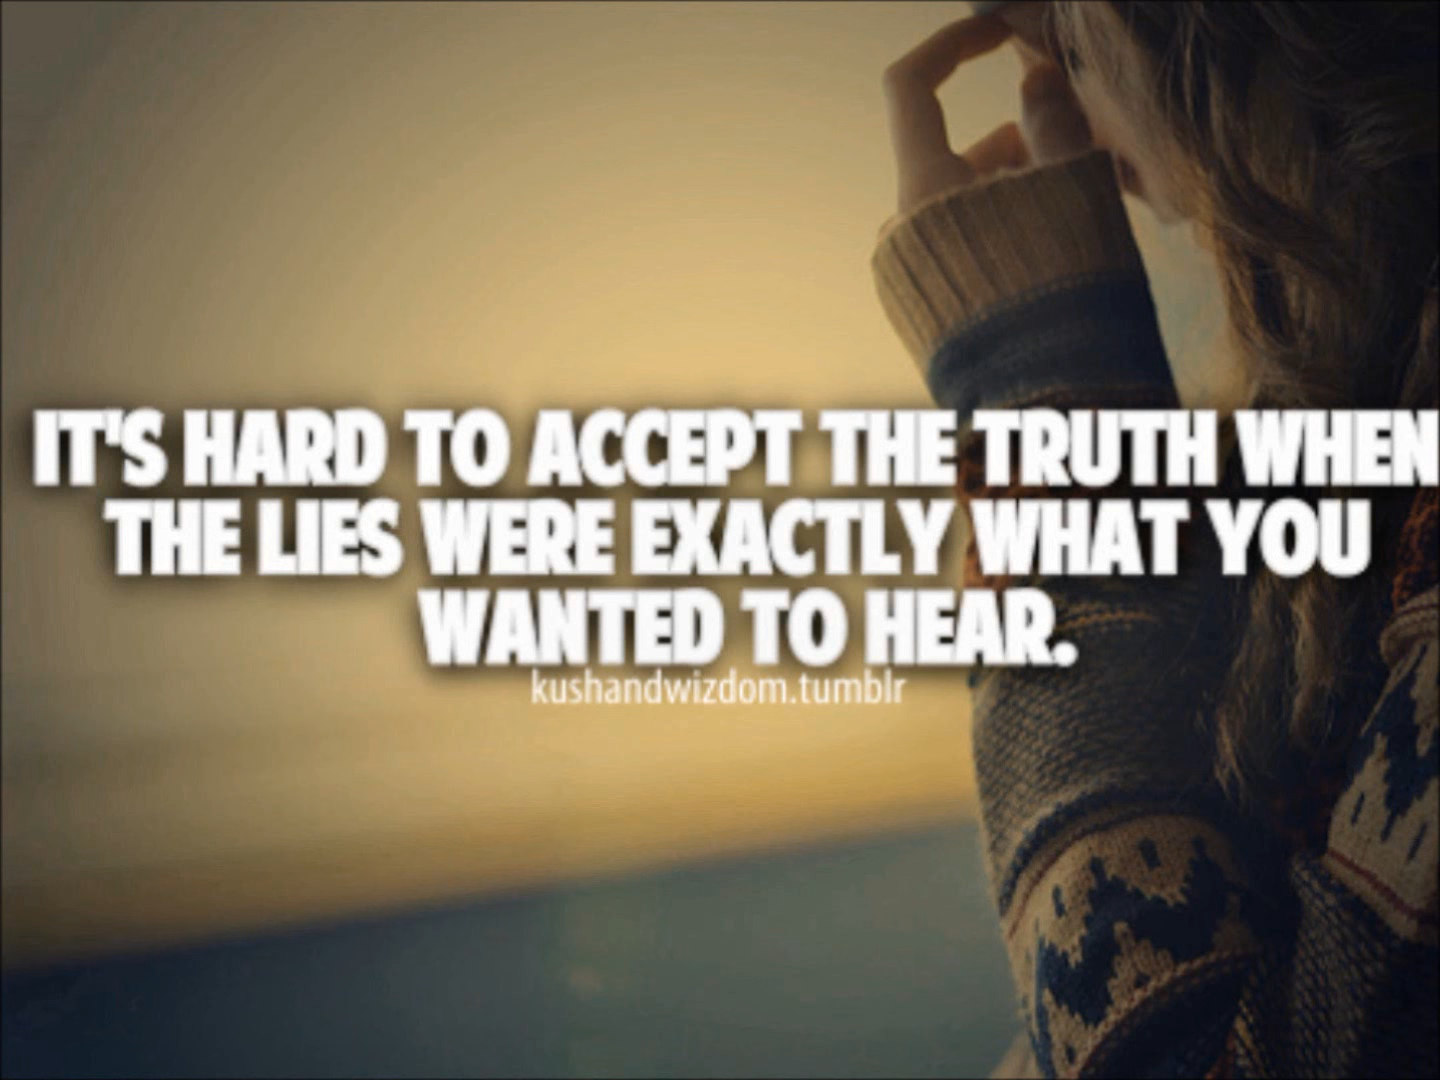 IT'S HARD TO ACCEPT THE TRUTH WHEN
THE LIES WERE EXACTLY WHAT YOU
WANTED TO HEAR.
kushandwizdom.tumblr